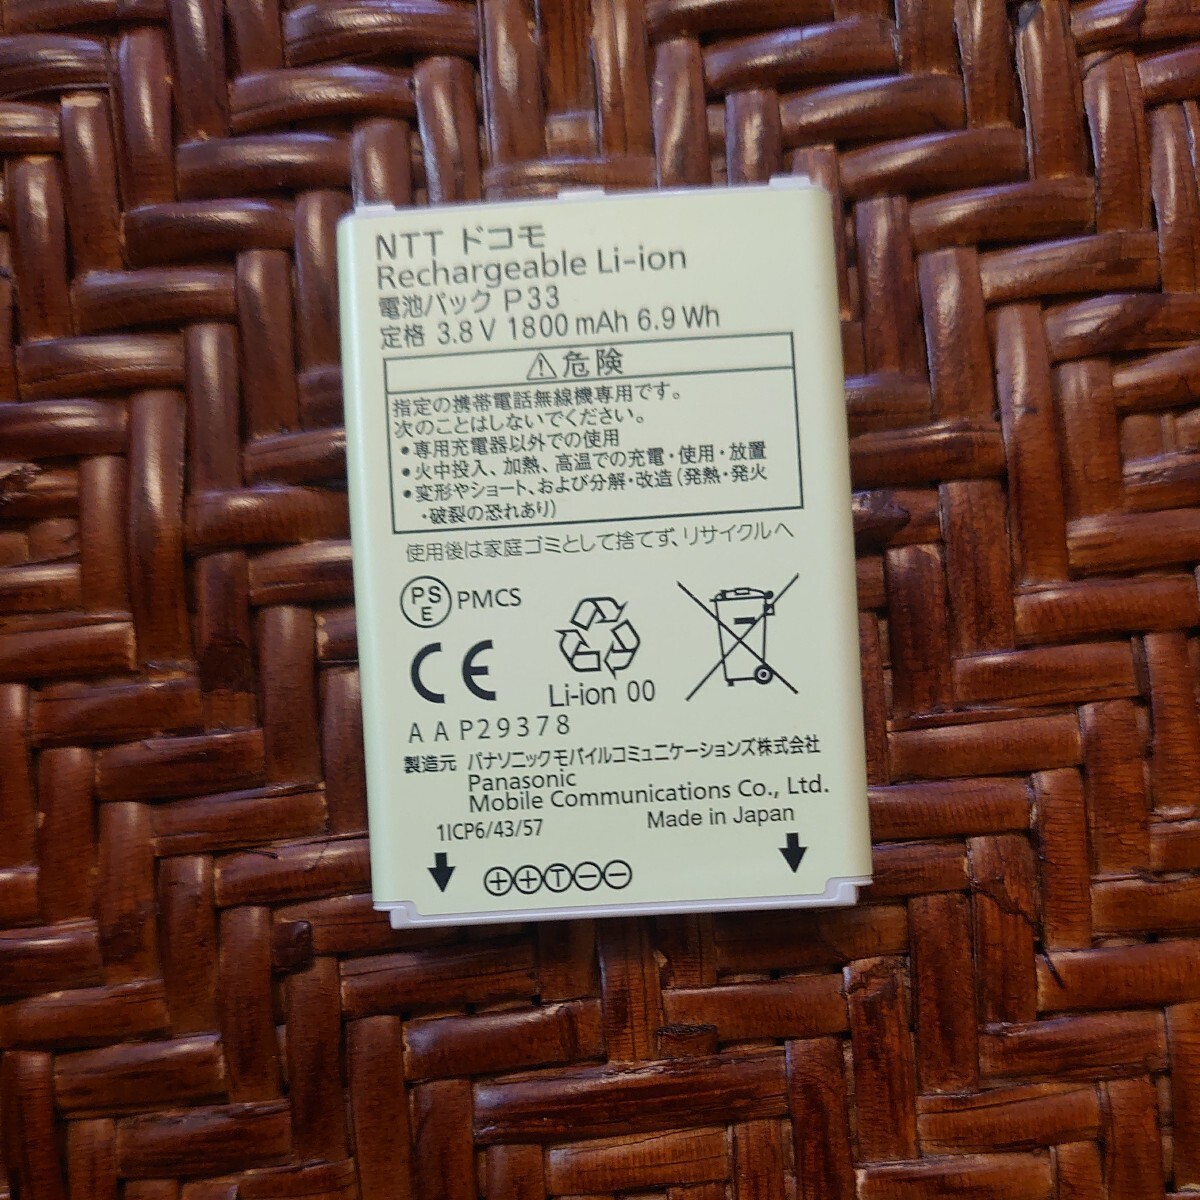 NTT ドコモ
Rechargeable Li-ion
電池パック P33
定格 3.8V 1800mAh 6.9Wh
⚠危険
指定の携帯電話無線機専用です。
次のことはしないでください。
●専用充電器以外での使用
●火中投入、加熱、高温での充電・使用・放置
●変形やショート、および分解・改造(発熱・発火
・破裂の恐れあり)
使用後は家庭ゴミとして捨てず、リサイクルへ
PSE PMCS
CE
Li-ion 00
AAP29378
製造元 パナソニックモバイルコミュニケーションズ株式会社
Panasonic
Mobile Communications Co., Ltd.
1ICP6/43/57 Made in Japan
⊕⊕Ⓣ⊖⊖